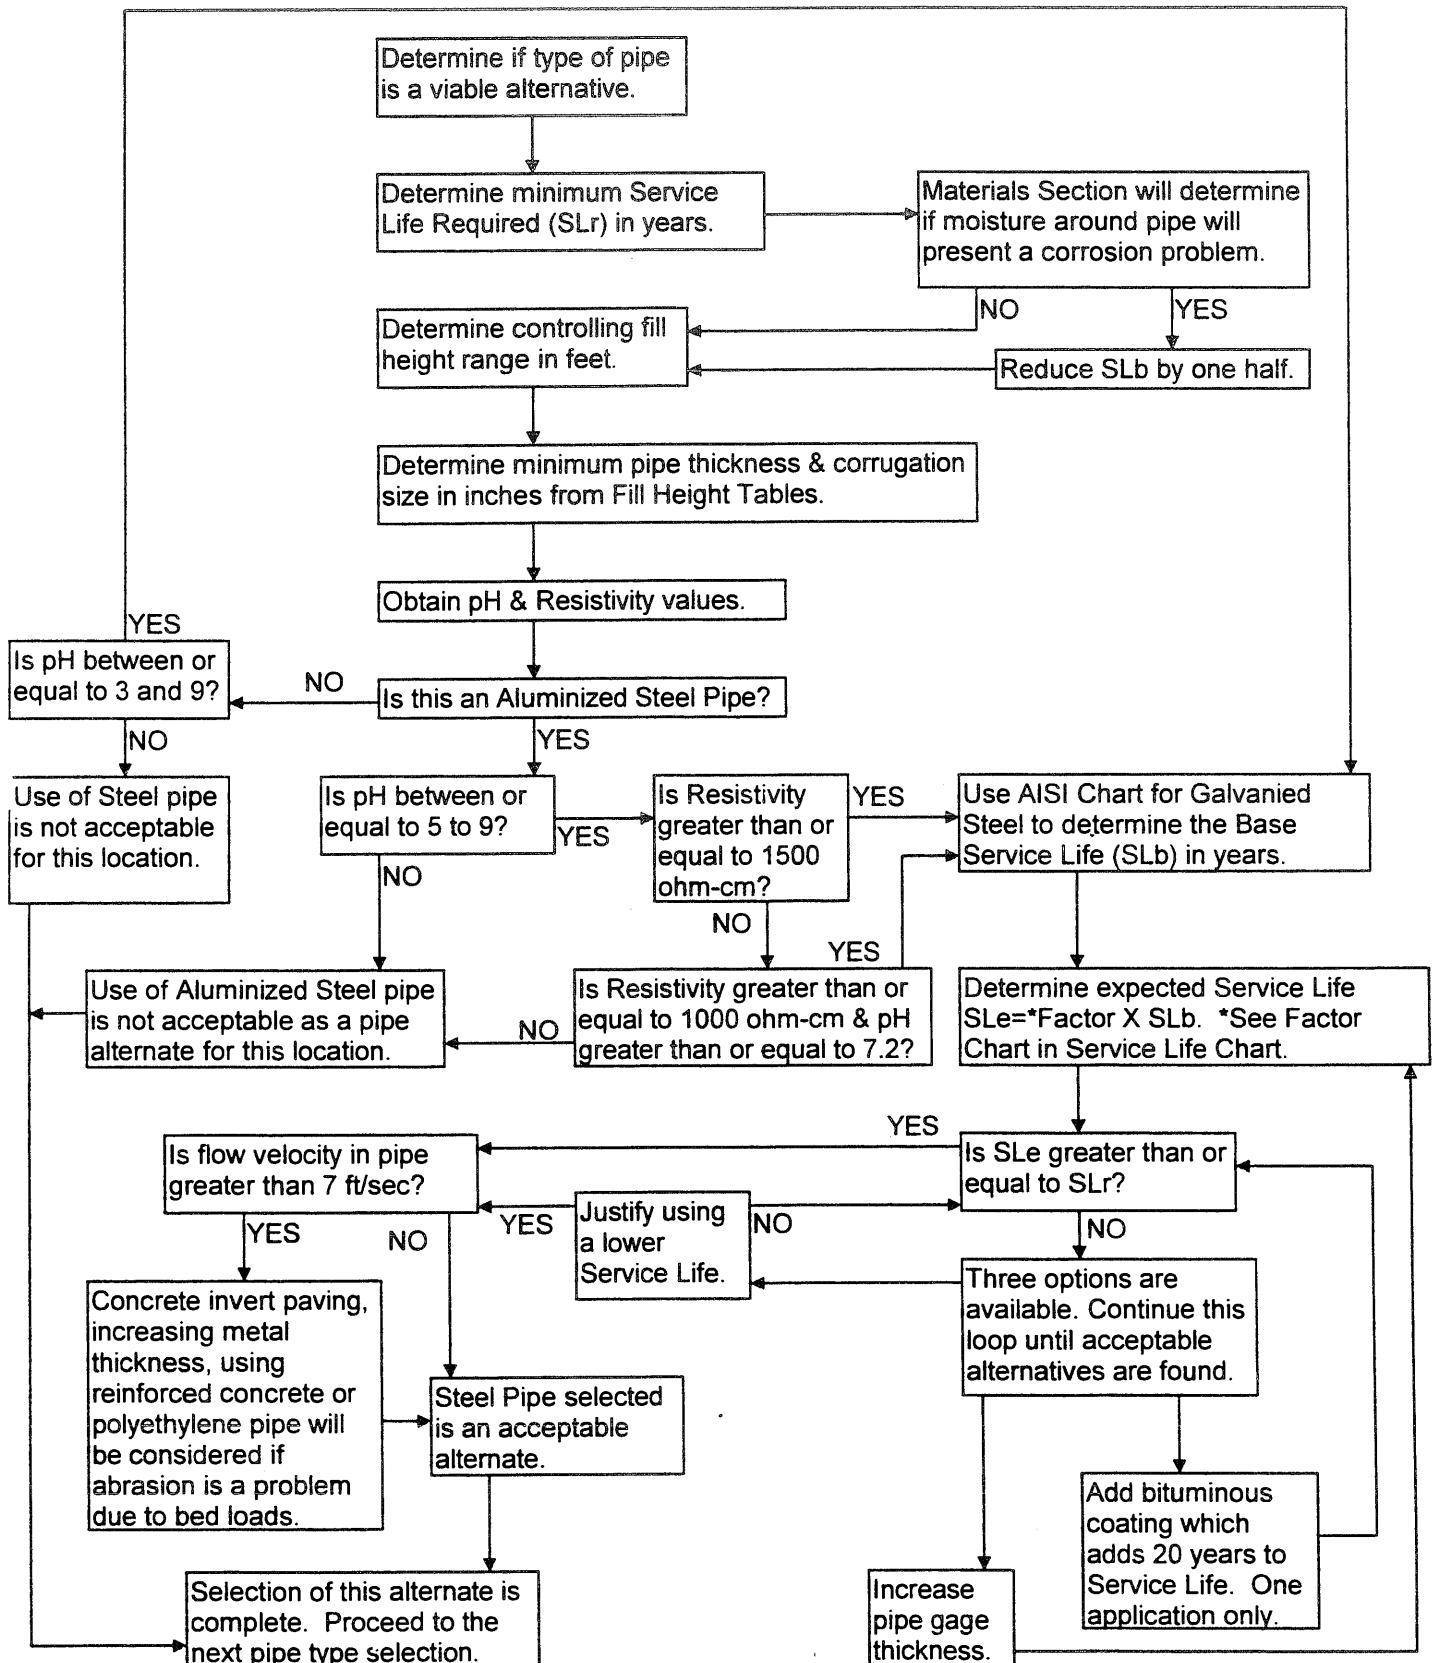 Determine if type of pipe
is a viable alternative.
Determine minimum Service
Life Required (SLr) in years.
Materials Section will determine
if moisture around pipe will
present a corrosion problem.
NO
YES
Determine controlling fill
height range in feet.
Reduce SLb by one half.
Determine minimum pipe thickness & corrugation
size in inches from Fill Height Tables.
Obtain pH & Resistivity values.
YES
Is pH between or
equal to 3 and 9?
NO
Is this an Aluminized Steel Pipe?
NO
YES
Use of Steel pipe
is not acceptable
for this location.
Is pH between or
equal to 5 to 9?
YES
NO
Is Resistivity
greater than or
equal to 1500
ohm-cm?
YES
NO
Use AISI Chart for Galvanied
Steel to determine the Base
Service Life (SLb) in years.
YES
Use of Aluminized Steel pipe
is not acceptable as a pipe
alternate for this location.
NO
Is Resistivity greater than or
equal to 1000 ohm-cm & pH
greater than or equal to 7.2?
Determine expected Service Life
SLe=*Factor X SLb. *See Factor
Chart in Service Life Chart.
YES
Is flow velocity in pipe
greater than 7 ft/sec?
Is SLe greater than or
equal to SLr?
YES
NO
YES
Justify using
a lower
Service Life.
NO
NO
Three options are
available. Continue this
loop until acceptable
alternatives are found.
Concrete invert paving,
increasing metal
thickness, using
reinforced concrete or
polyethylene pipe will
be considered if
abrasion is a problem
due to bed loads.
Steel Pipe selected
is an acceptable
alternate.
Add bituminous
coating which
adds 20 years to
Service Life. One
application only.
Selection of this alternate is
complete. Proceed to the
next pipe type selection.
Increase
pipe gage
thickness.